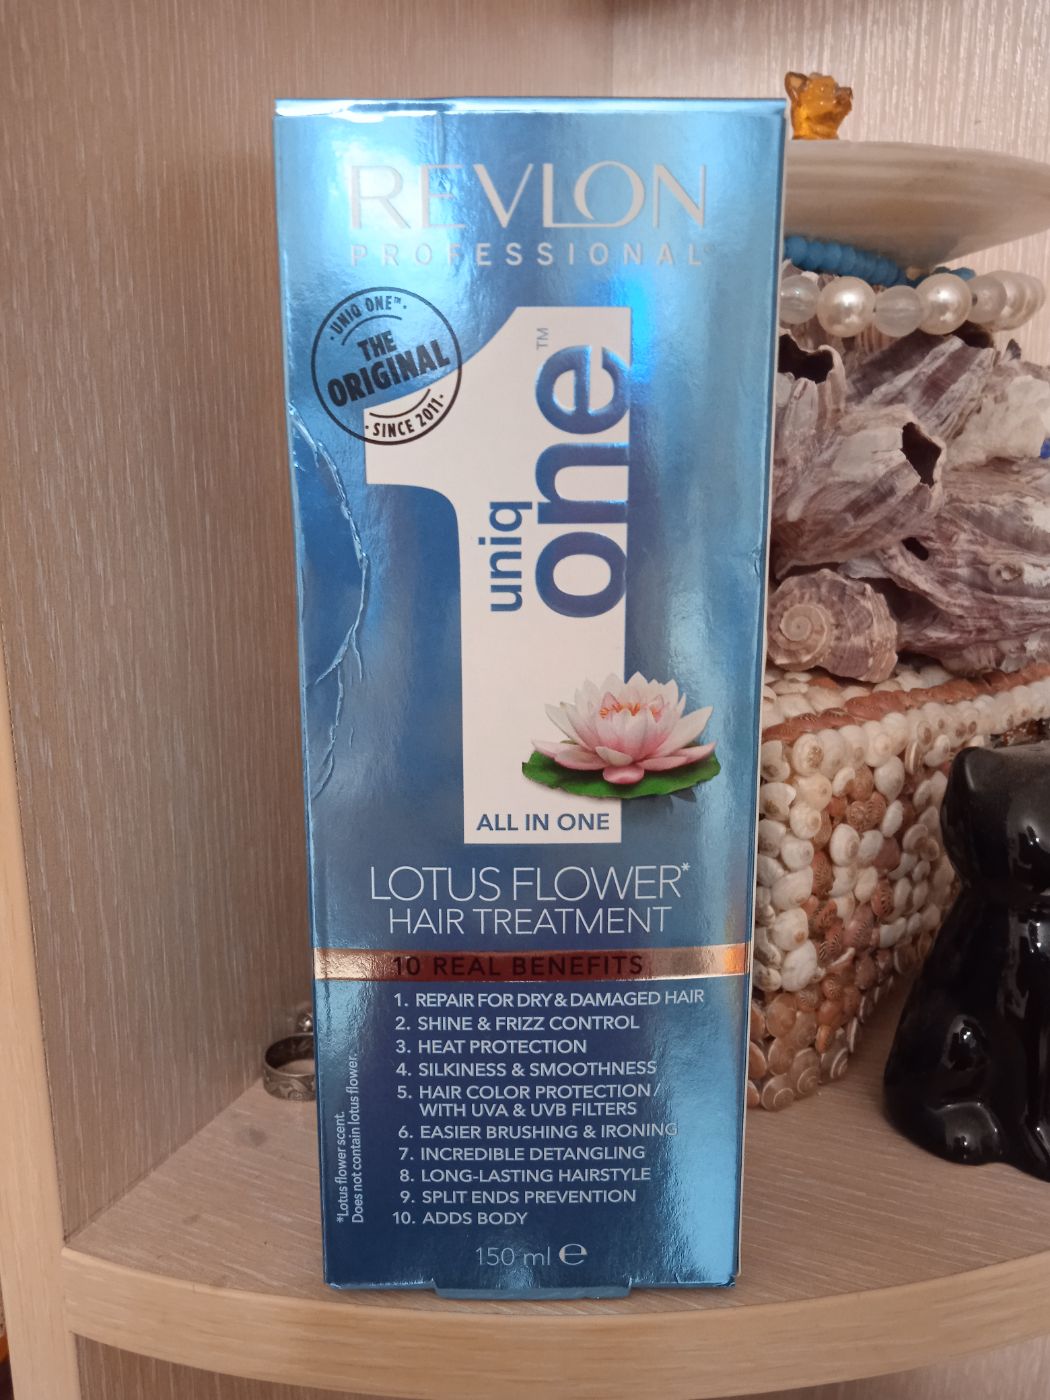 REVLON
PROFESSIONAL
UNIQ ONE™
THE
ORIGINAL
SINCE 2011
uniq
one™
ALL IN ONE
LOTUS FLOWER*
HAIR TREATMENT
10 REAL BENEFITS
1. REPAIR FOR DRY & DAMAGED HAIR
2. SHINE & FRIZZ CONTROL
3. HEAT PROTECTION
4. SILKINESS & SMOOTHNESS
5. HAIR COLOR PROTECTION/
WITH UVA & UVB FILTERS
6. EASIER BRUSHING & IRONING
7. INCREDIBLE DETANGLING
8. LONG-LASTING HAIRSTYLE
9. SPLIT ENDS PREVENTION
10. ADDS BODY
*Lotus flower scent.
Does not contain lotus flower.
150 ml ℮